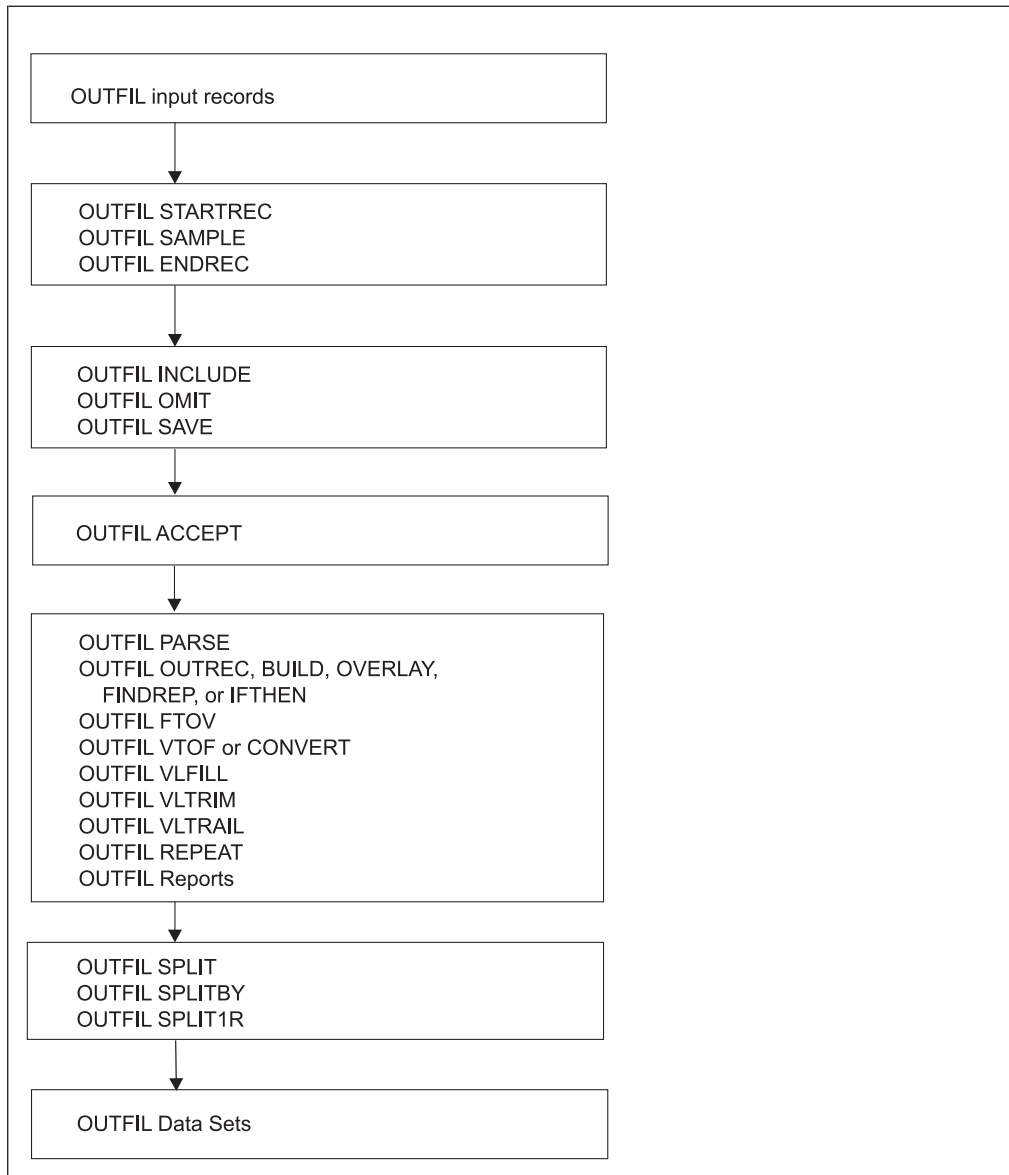 OUTFIL input records
OUTFIL STARTREC
OUTFIL SAMPLE
OUTFIL ENDREC
OUTFIL INCLUDE
OUTFIL OMIT
OUTFIL SAVE
OUTFIL ACCEPT
OUTFIL PARSE
OUTFIL OUTREC, BUILD, OVERLAY,
FINDREP, or IFTHEN
OUTFIL FTOV
OUTFIL VTOF or CONVERT
OUTFIL VLFILL
OUTFIL VLTRIM
OUTFIL VLTRAIL
OUTFIL REPEAT
OUTFIL Reports
OUTFIL SPLIT
OUTFIL SPLITBY
OUTFIL SPLIT1R
OUTFIL Data Sets